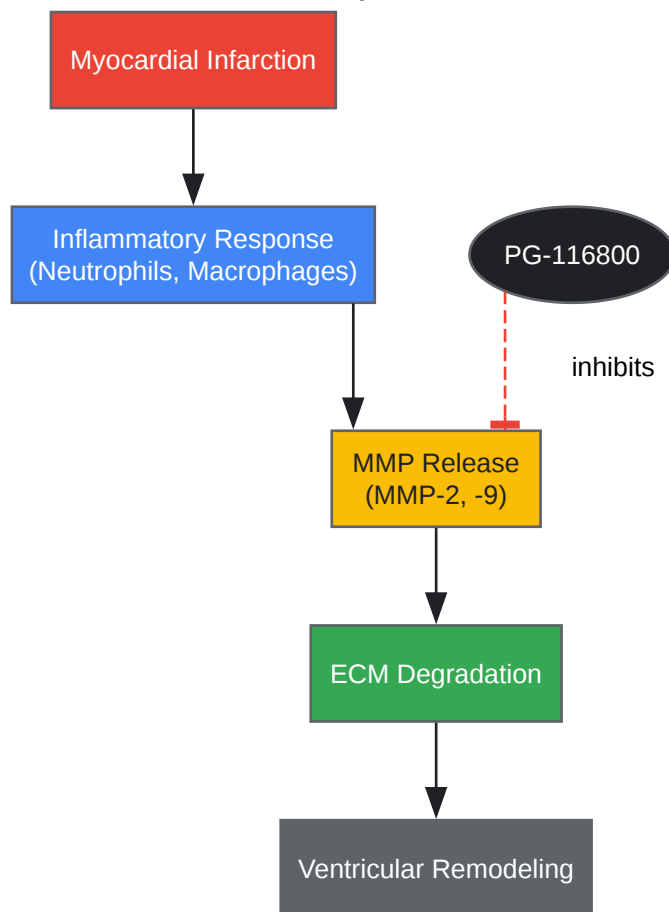 Myocardial Infarction
Inflammatory Response
(Neutrophils, Macrophages)
PG-116800
inhibits
MMP Release
(MMP-2, -9)
ECM Degradation
Ventricular Remodeling